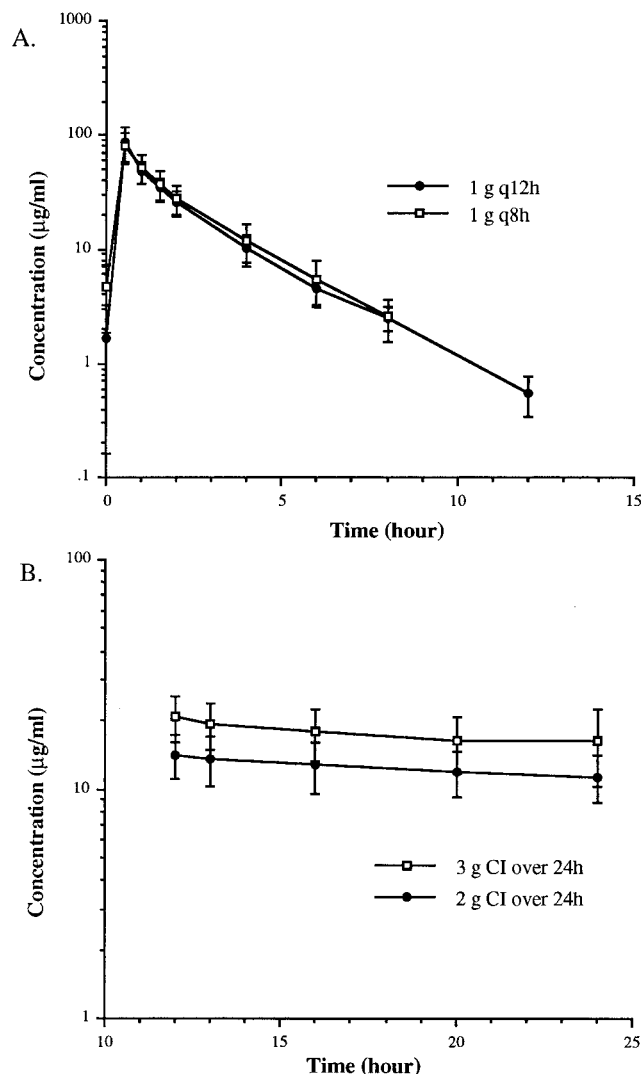 A.
1000
100
10
1
.1
Concentration (µg/ml)
1 g q12h
1 g q8h
0
5
10
15
Time (hour)
B.
100
10
1
Concentration (µg/ml)
3 g CI over 24h
2 g CI over 24h
10
15
20
25
Time (hour)